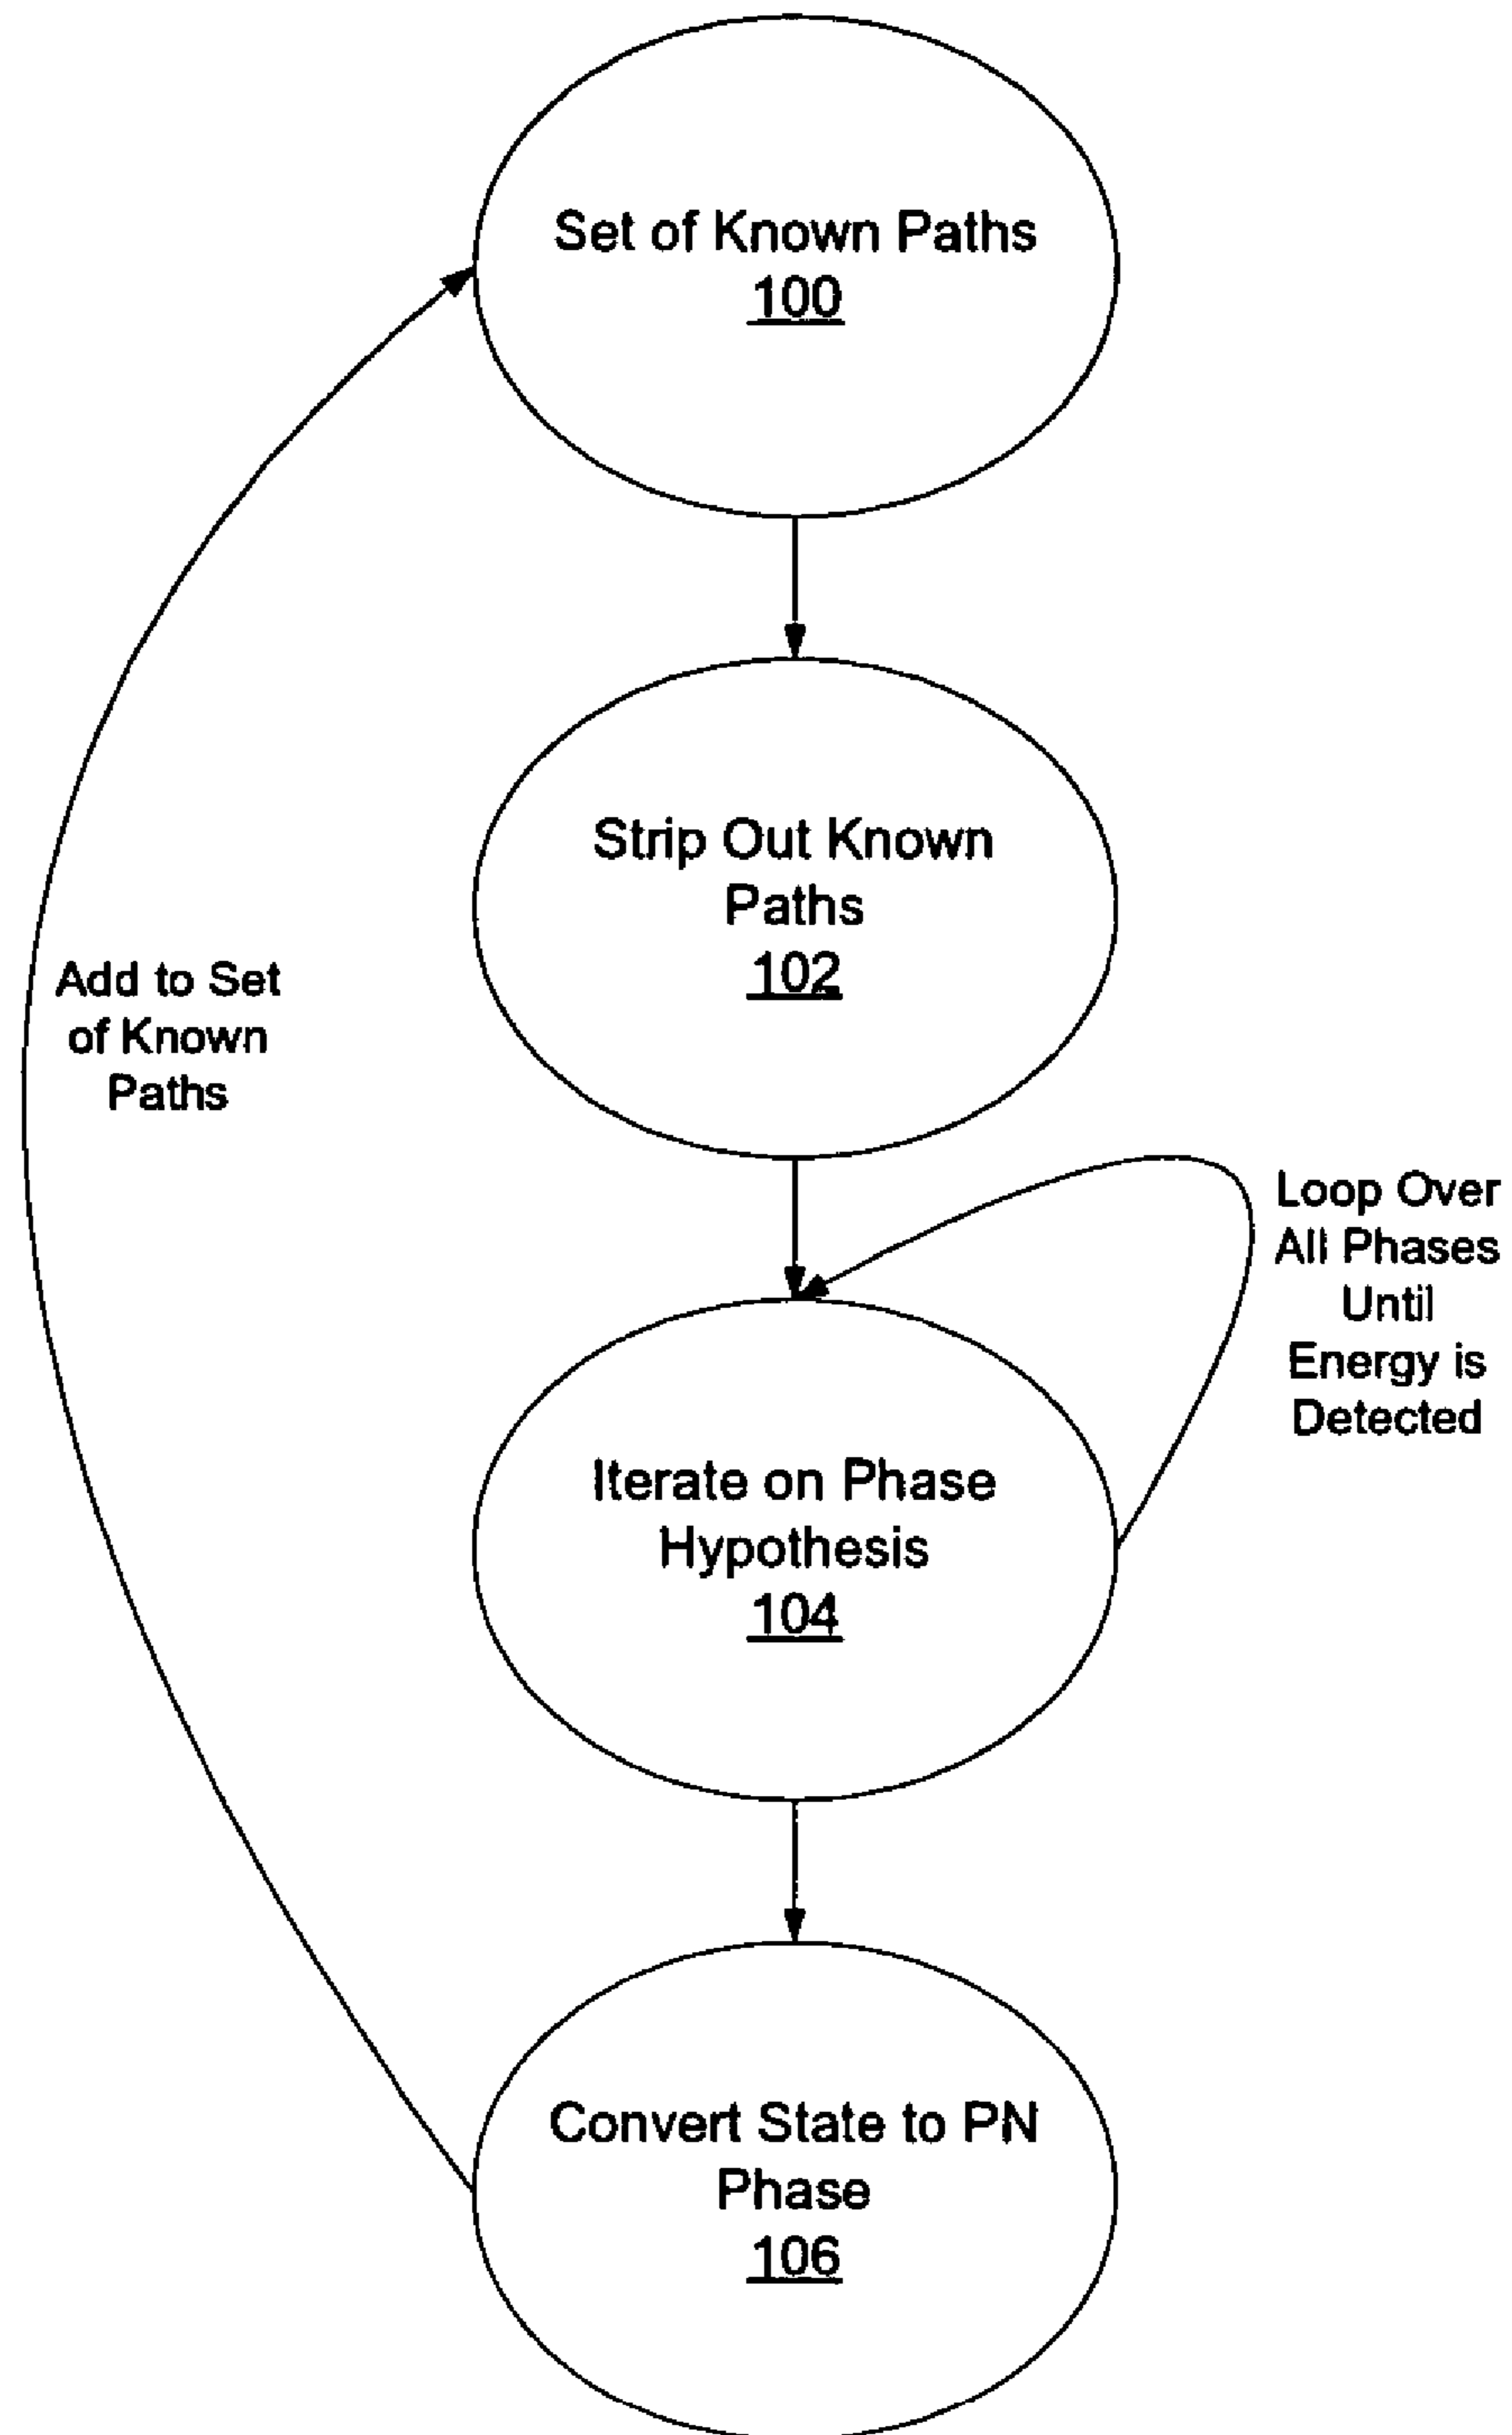 Set of Known Paths
100
Strip Out Known
Paths
102
Add to Set
of Known
Paths
Loop Over
All Phases
Until
Energy is
Detected
Iterate on Phase
Hypothesis
104
Convert State to PN
Phase
106